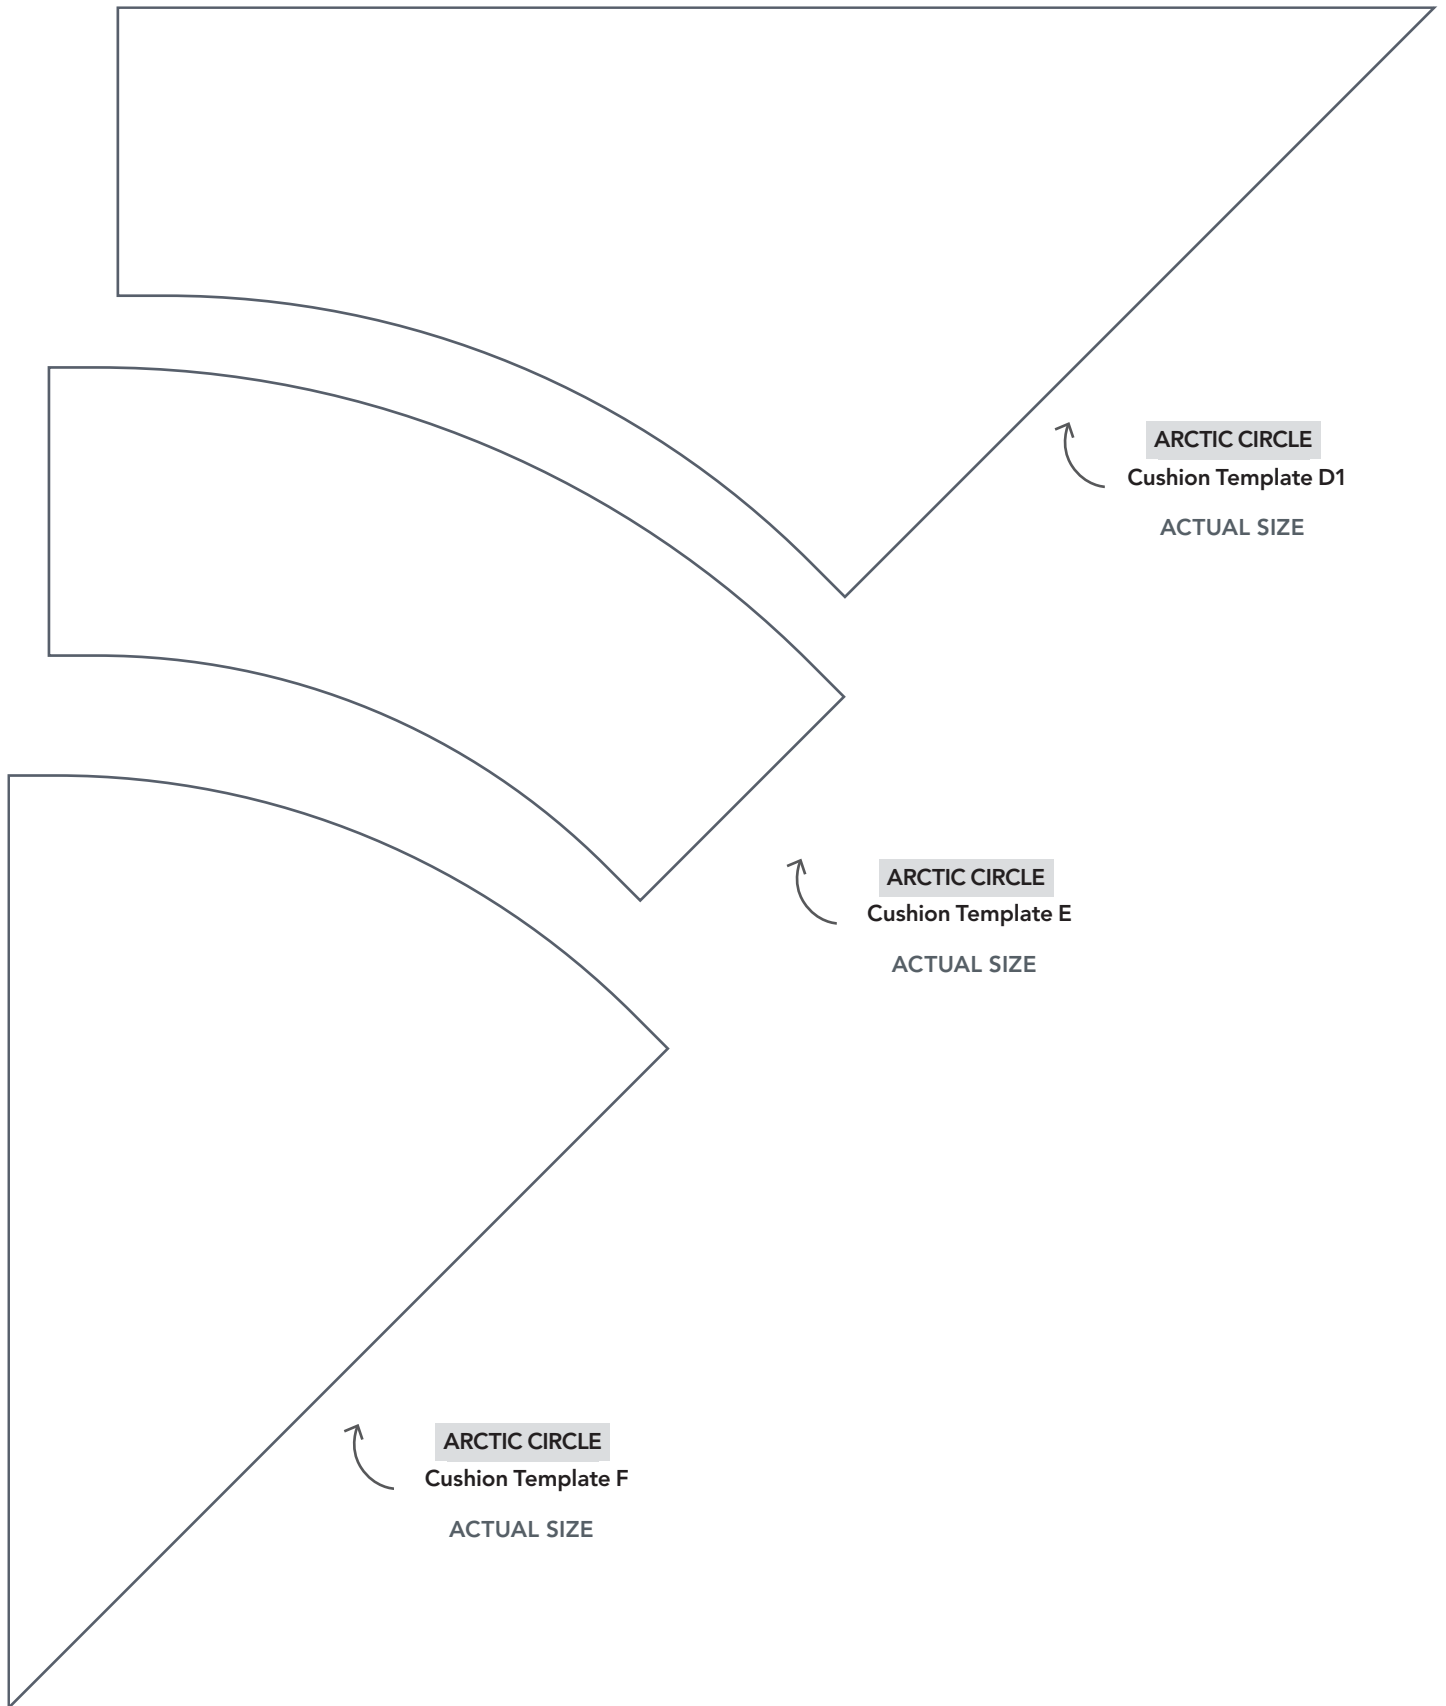 ARCTIC CIRCLE
Cushion Template D1
ACTUAL SIZE
ARCTIC CIRCLE
Cushion Template E
ACTUAL SIZE
ARCTIC CIRCLE
Cushion Template F
ACTUAL SIZE